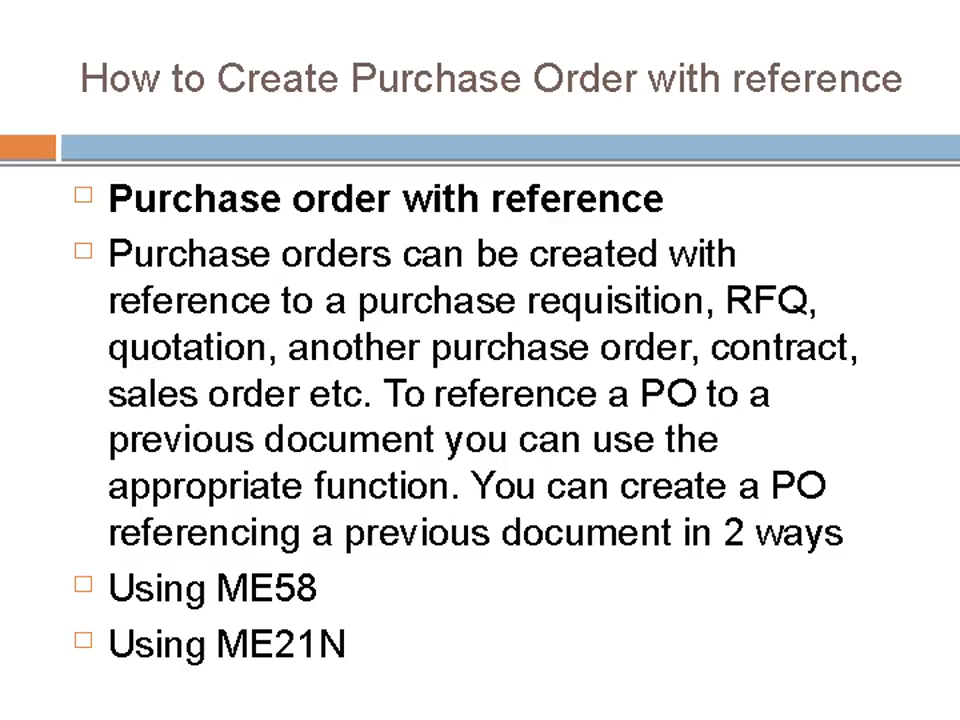 How to Create Purchase Order with reference
Purchase order with reference
Purchase orders can be created with
reference to a purchase requisition, RFQ,
quotation, another purchase order, contract,
sales order etc. To reference a PO to a
previous document you can use the
appropriate function. You can create a PO
referencing a previous document in 2 ways
Using ME58
Using ME21N